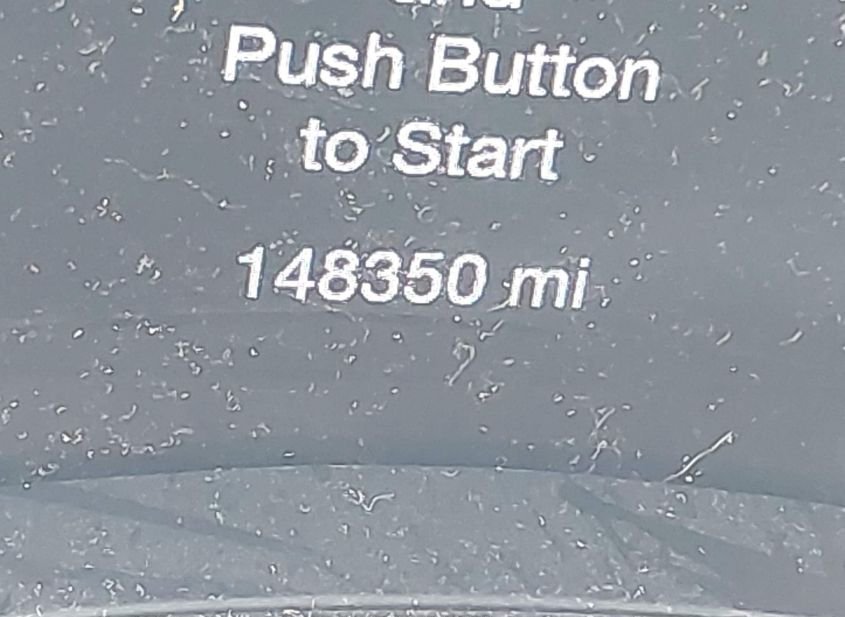 Push Button
to Start
148350 mi